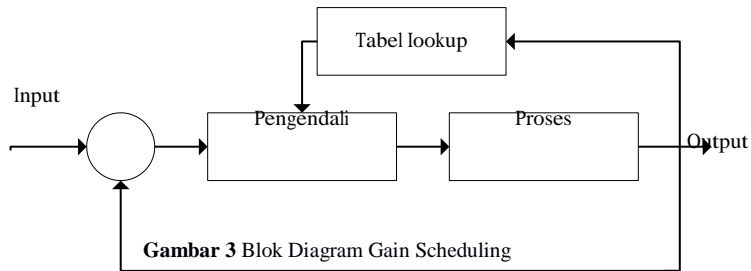 Tabel lookup
Input
Pengendali
Proses
Output
Gambar 3 Blok Diagram Gain Scheduling